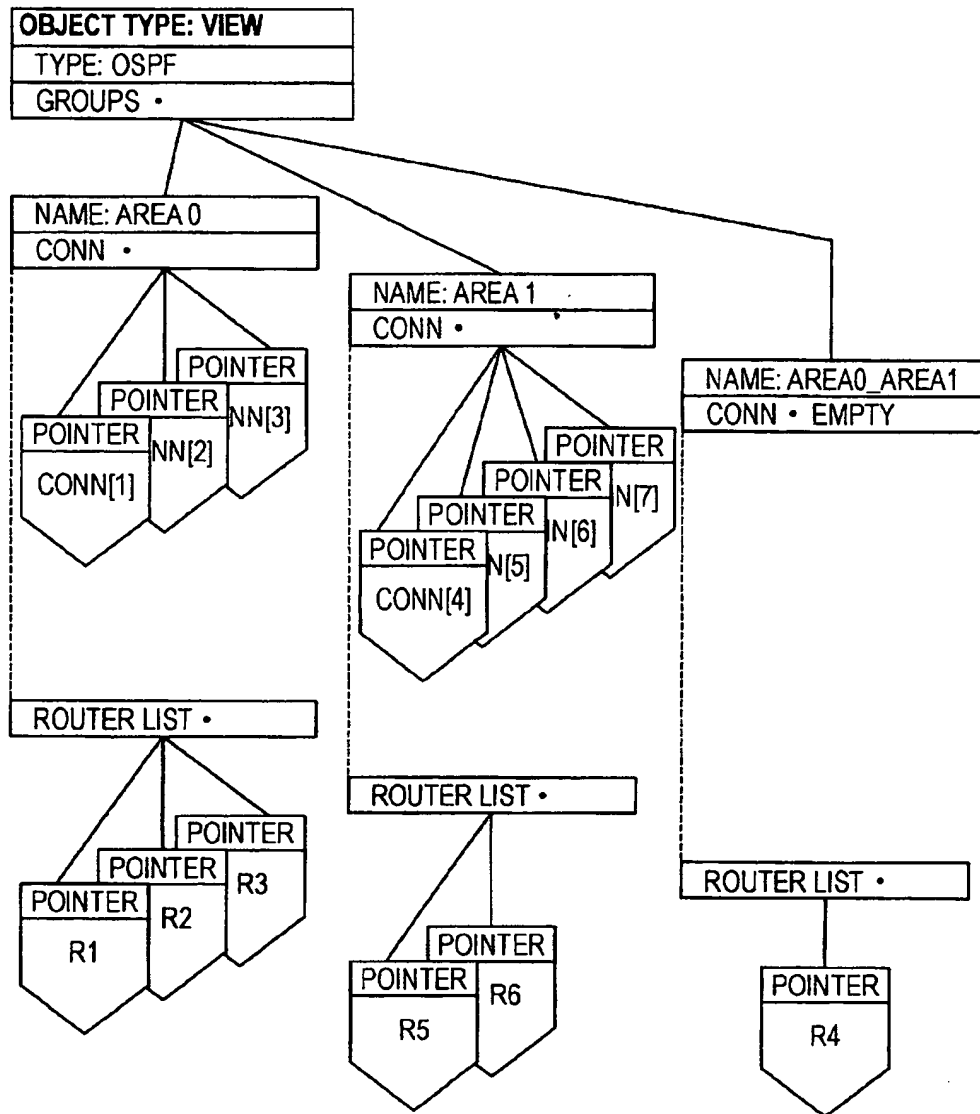 OBJECT TYPE: VIEW
TYPE: OSPF
GROUPS •
NAME: AREA 0
CONN •
POINTER
NN[3]
POINTER
NN[2]
POINTER
CONN[1]
ROUTER LIST •
POINTER
R3
POINTER
R2
POINTER
R1
NAME: AREA 1
CONN •
POINTER
N[7]
POINTER
N[6]
POINTER
N[5]
POINTER
CONN[4]
ROUTER LIST •
POINTER
R6
POINTER
R5
NAME: AREA0_AREA1
CONN • EMPTY
ROUTER LIST •
POINTER
R4